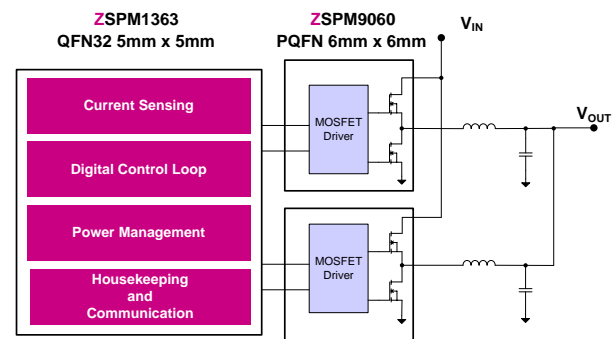 ZSPM1363
QFN32 5mm x 5mm
ZSPM9060
PQFN 6mm x 6mm
VIN
VOUT
Current Sensing
Digital Control Loop
Power Management
Housekeeping
and
Communication
MOSFET
Driver
MOSFET
Driver